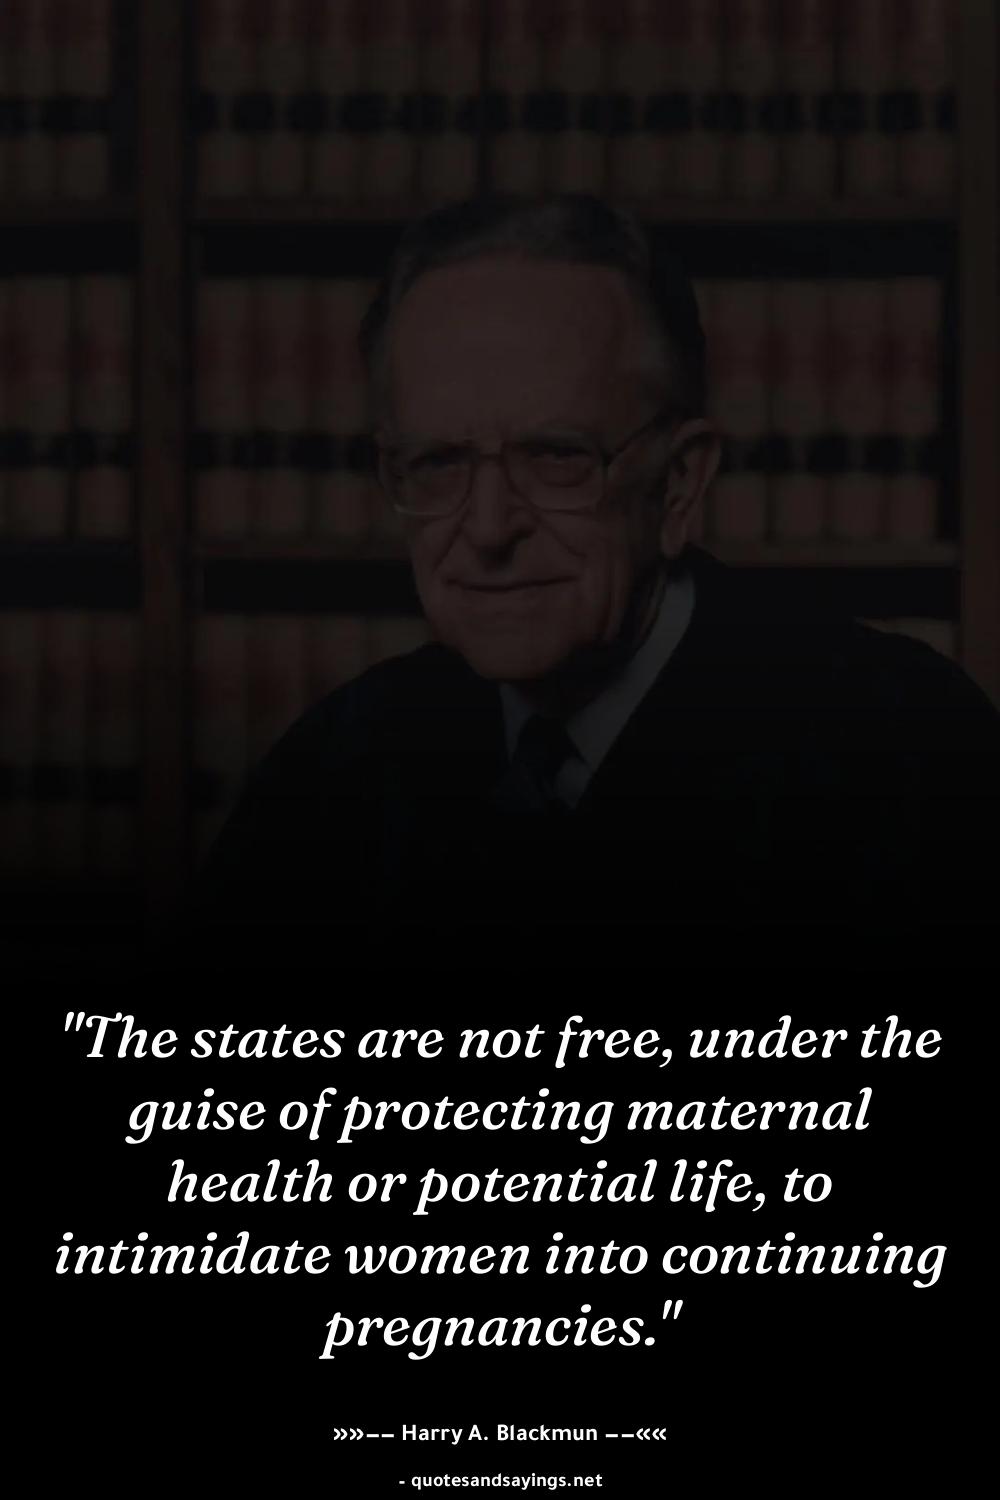 "The states are not free, under the
guise of protecting maternal
health or potential life, to
intimidate women into continuing
pregnancies."
»»−− Harry A. Blackmun −−««
- quotesandsayings.net